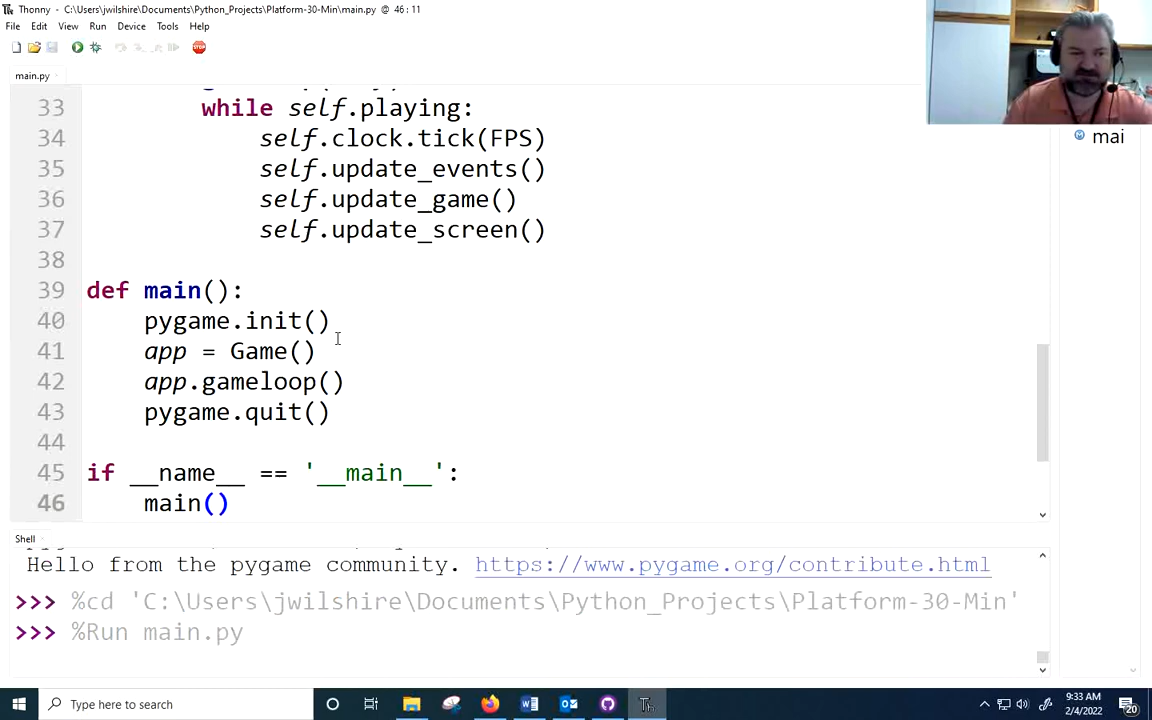 Thonny - C:\Users\jwilshire\Documents\Python_Projects\Platform-30-Min\main.py @ 46 : 11
File Edit View Run Device Tools Help
STOP
main.py
33 while self.playing:
34 self.clock.tick(FPS)
35 self.update_events()
36 self.update_game()
37 self.update_screen()
38
39 def main():
40 pygame.init()
41 app = Game()
42 app.gameloop()
43 pygame.quit()
44
45 if __name__ == '__main__':
46 main()
mai
Shell
Hello from the pygame community. https://www.pygame.org/contribute.html
>>> %cd 'C:\Users\jwilshire\Documents\Python_Projects\Platform-30-Min'
>>> %Run main.py
Type here to search
9:33 AM
2/4/2022
20